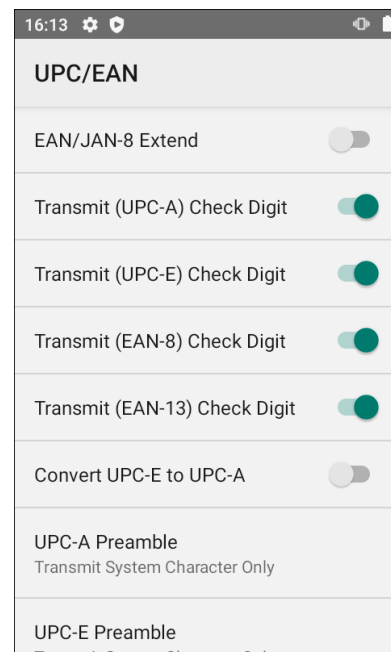 16:13
UPC/EAN
EAN/JAN-8 Extend
Transmit (UPC-A) Check Digit
Transmit (UPC-E) Check Digit
Transmit (EAN-8) Check Digit
Transmit (EAN-13) Check Digit
Convert UPC-E to UPC-A
UPC-A Preamble
Transmit System Character Only
UPC-E Preamble